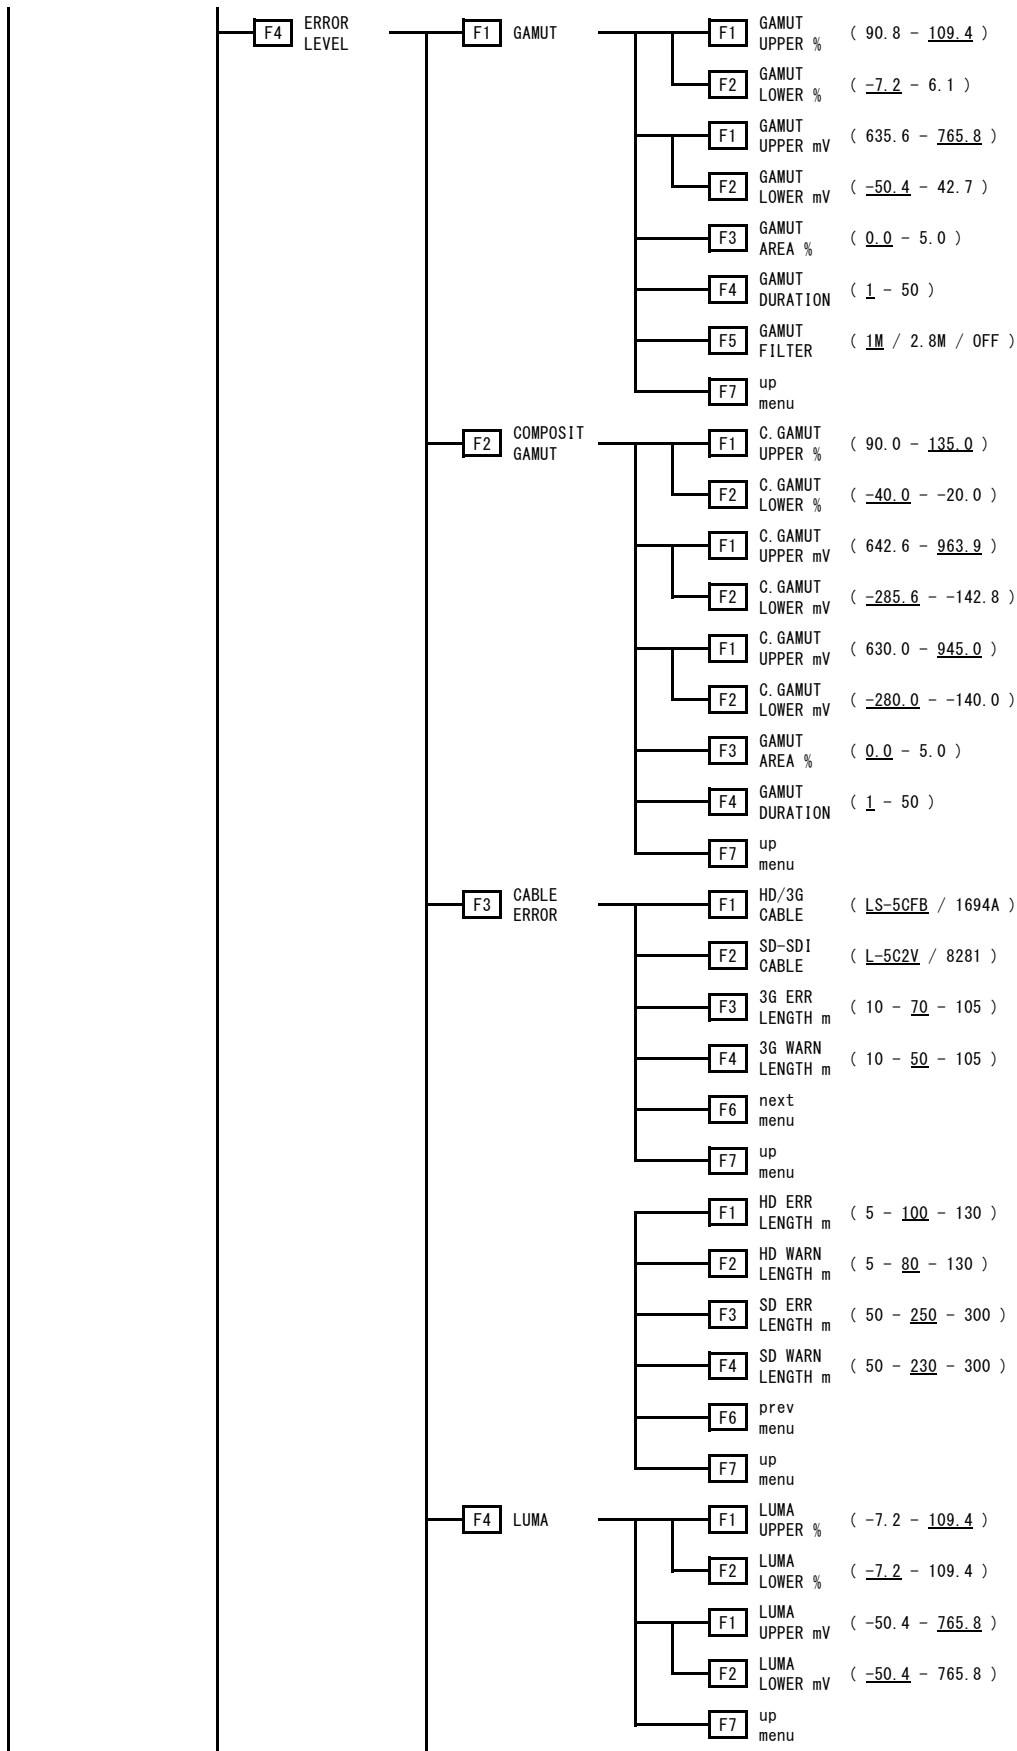 F4 ERROR LEVEL
F1 GAMUT
F1 GAMUT UPPER % ( 90.8 - 109.4 )
F2 GAMUT LOWER % ( -7.2 - 6.1 )
F1 GAMUT UPPER mV ( 635.6 - 765.8 )
F2 GAMUT LOWER mV ( -50.4 - 42.7 )
F3 GAMUT AREA % ( 0.0 - 5.0 )
F4 GAMUT DURATION ( 1 - 50 )
F5 GAMUT FILTER ( 1M / 2.8M / OFF )
F7 up menu
F2 COMPOSIT GAMUT
F1 C.GAMUT UPPER % ( 90.0 - 135.0 )
F2 C.GAMUT LOWER % ( -40.0 - -20.0 )
F1 C.GAMUT UPPER mV ( 642.6 - 963.9 )
F2 C.GAMUT LOWER mV ( -285.6 - -142.8 )
F1 C.GAMUT UPPER mV ( 630.0 - 945.0 )
F2 C.GAMUT LOWER mV ( -280.0 - -140.0 )
F3 GAMUT AREA % ( 0.0 - 5.0 )
F4 GAMUT DURATION ( 1 - 50 )
F7 up menu
F3 CABLE ERROR
F1 HD/3G CABLE ( LS-5CFB / 1694A )
F2 SD-SDI CABLE ( L-5C2V / 8281 )
F3 3G ERR LENGTH m ( 10 - 70 - 105 )
F4 3G WARN LENGTH m ( 10 - 50 - 105 )
F6 next menu
F7 up menu
F1 HD ERR LENGTH m ( 5 - 100 - 130 )
F2 HD WARN LENGTH m ( 5 - 80 - 130 )
F3 SD ERR LENGTH m ( 50 - 250 - 300 )
F4 SD WARN LENGTH m ( 50 - 230 - 300 )
F6 prev menu
F7 up menu
F4 LUMA
F1 LUMA UPPER % ( -7.2 - 109.4 )
F2 LUMA LOWER % ( -7.2 - 109.4 )
F1 LUMA UPPER mV ( -50.4 - 765.8 )
F2 LUMA LOWER mV ( -50.4 - 765.8 )
F7 up menu